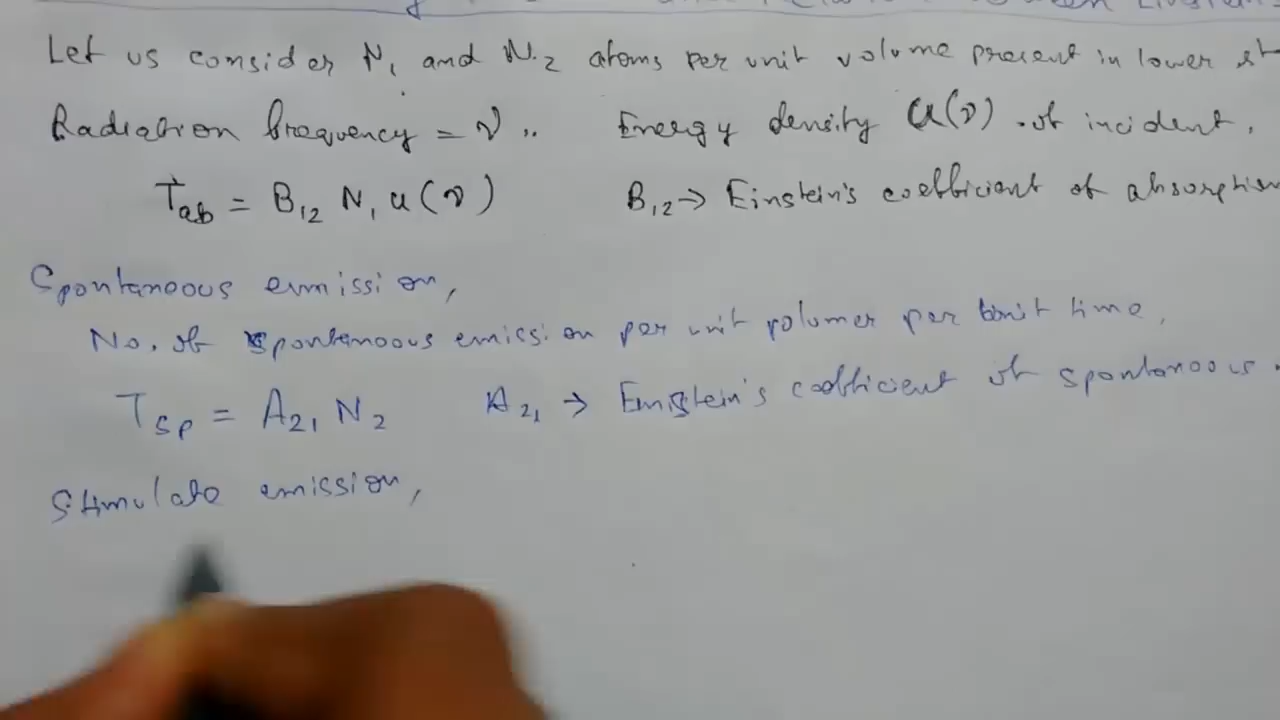 Let us consider N₁ and N₂ atoms per unit volume present in lower st
Radiation frequency = ν .. Energy density u(ν) .of incident.
Tab = B₁₂ N₁ u(ν) B₁₂ → Einstein's coefficient of absorption
Spontaneous emission,
No. of spontaneous emission per unit volumer per unit time.
Tsp = A₂₁ N₂ A₂₁ → Einstein's coefficient of spontaneous.
Stimulate emission,